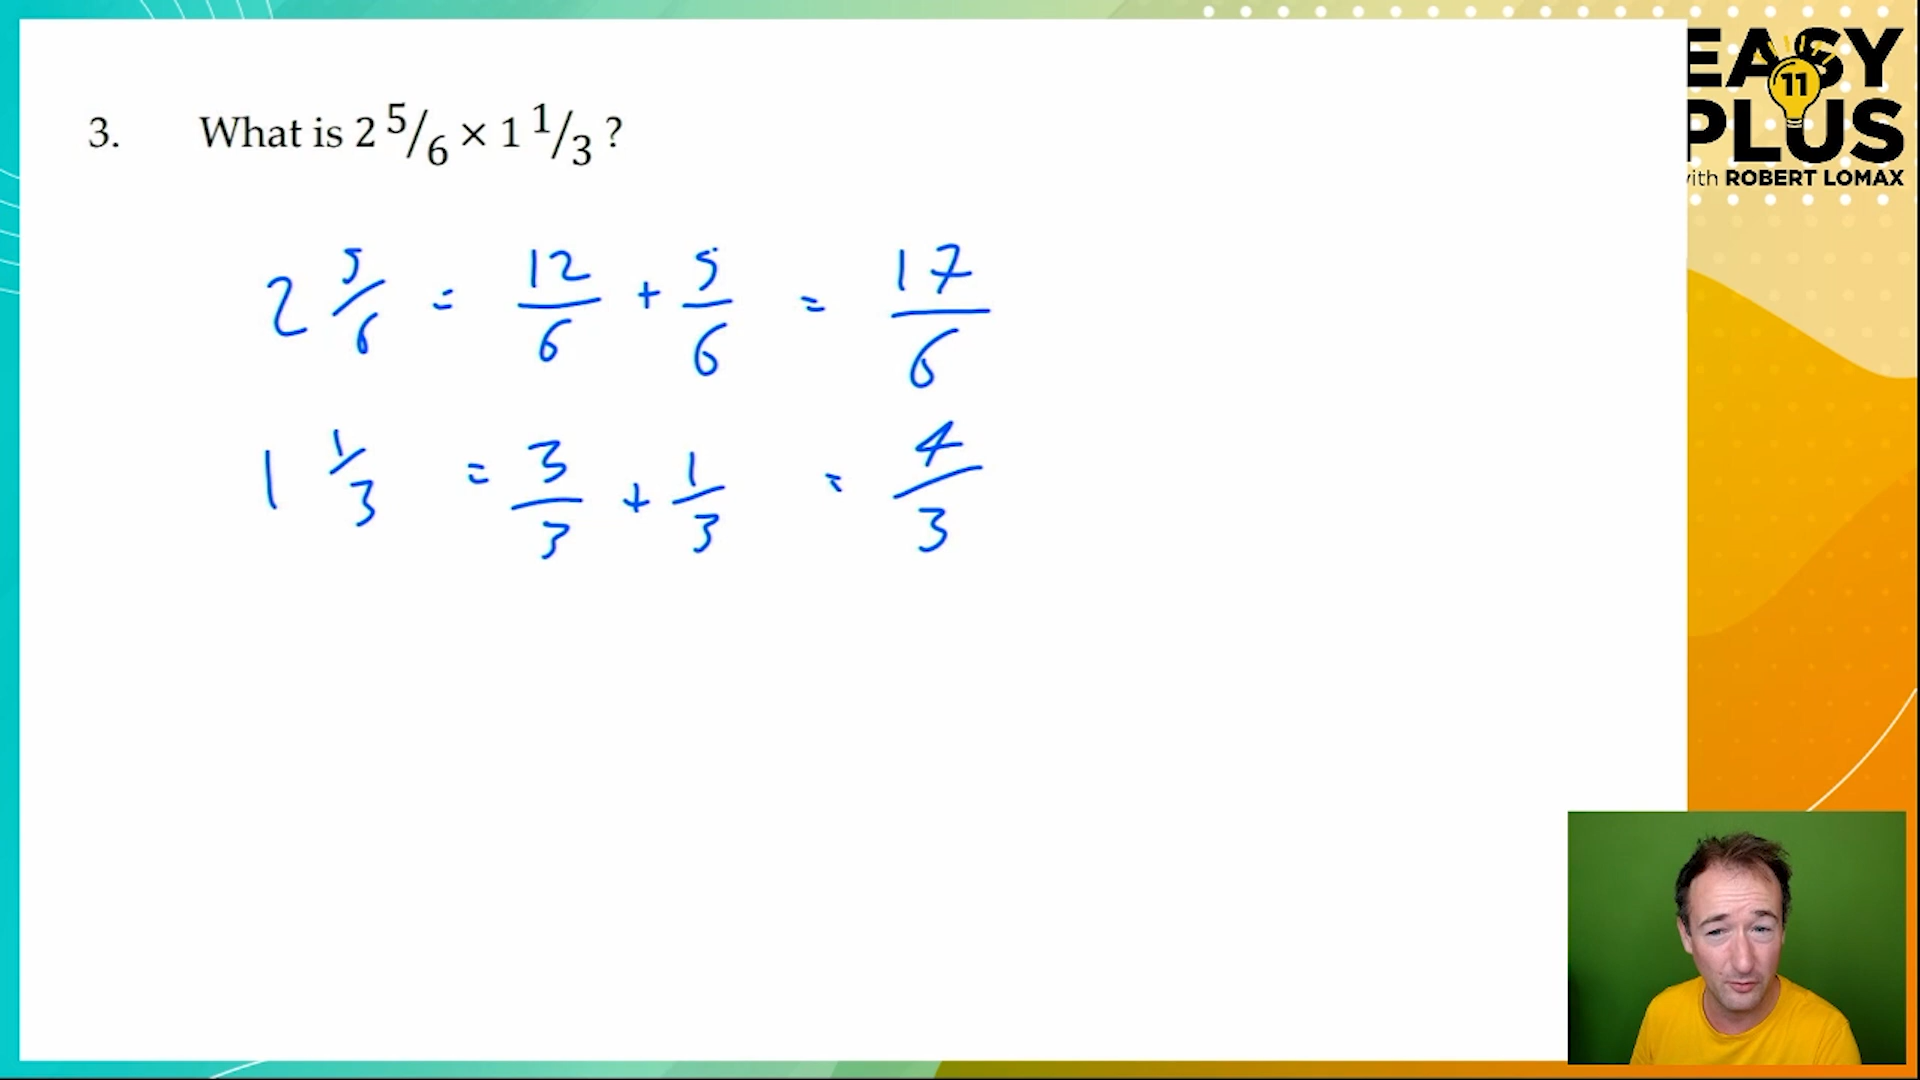 EASY
11
PLUS
with ROBERT LOMAX
3. What is 2 5/6 × 1 1/3 ?
2 5/6 = 12/6 + 5/6 = 17/6
1 1/3 = 3/3 + 1/3 = 4/3